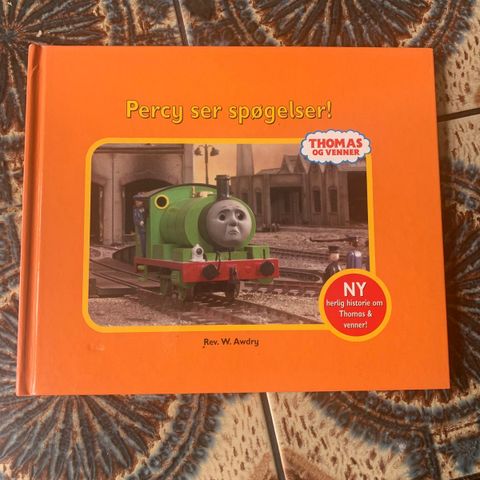 Percy ser spøgelser!
THOMAS
OG VENNER
NY
herlig historie om
Thomas &
venner!
Rev. W. Awdry